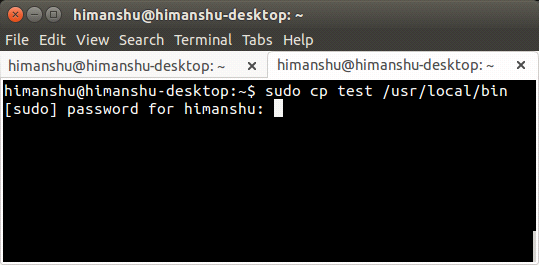 himanshu@himanshu-desktop: ~
File Edit View Search Terminal Tabs Help
himanshu@himanshu-desktop: ~ × himanshu@himanshu-desktop: ~ ×
himanshu@himanshu-desktop:~$ sudo cp test /usr/local/bin
[sudo] password for himanshu: